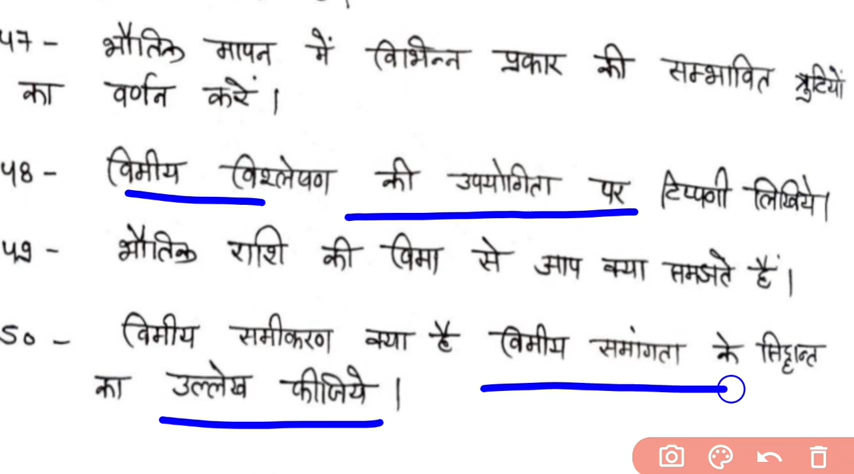 47 - भौतिक मापन में विभिन्न प्रकार की सम्भावित त्रुटियों
का वर्णन करें।
48 - विमीय विश्लेषण की उपयोगिता पर टिप्पणी लिखिये।
49 - भौतिक राशि की विमा से आप क्या समझते हैं।
50 - विमीय समीकरण क्या है विमीय समांगता के सिद्धान्त
का उल्लेख कीजिये।